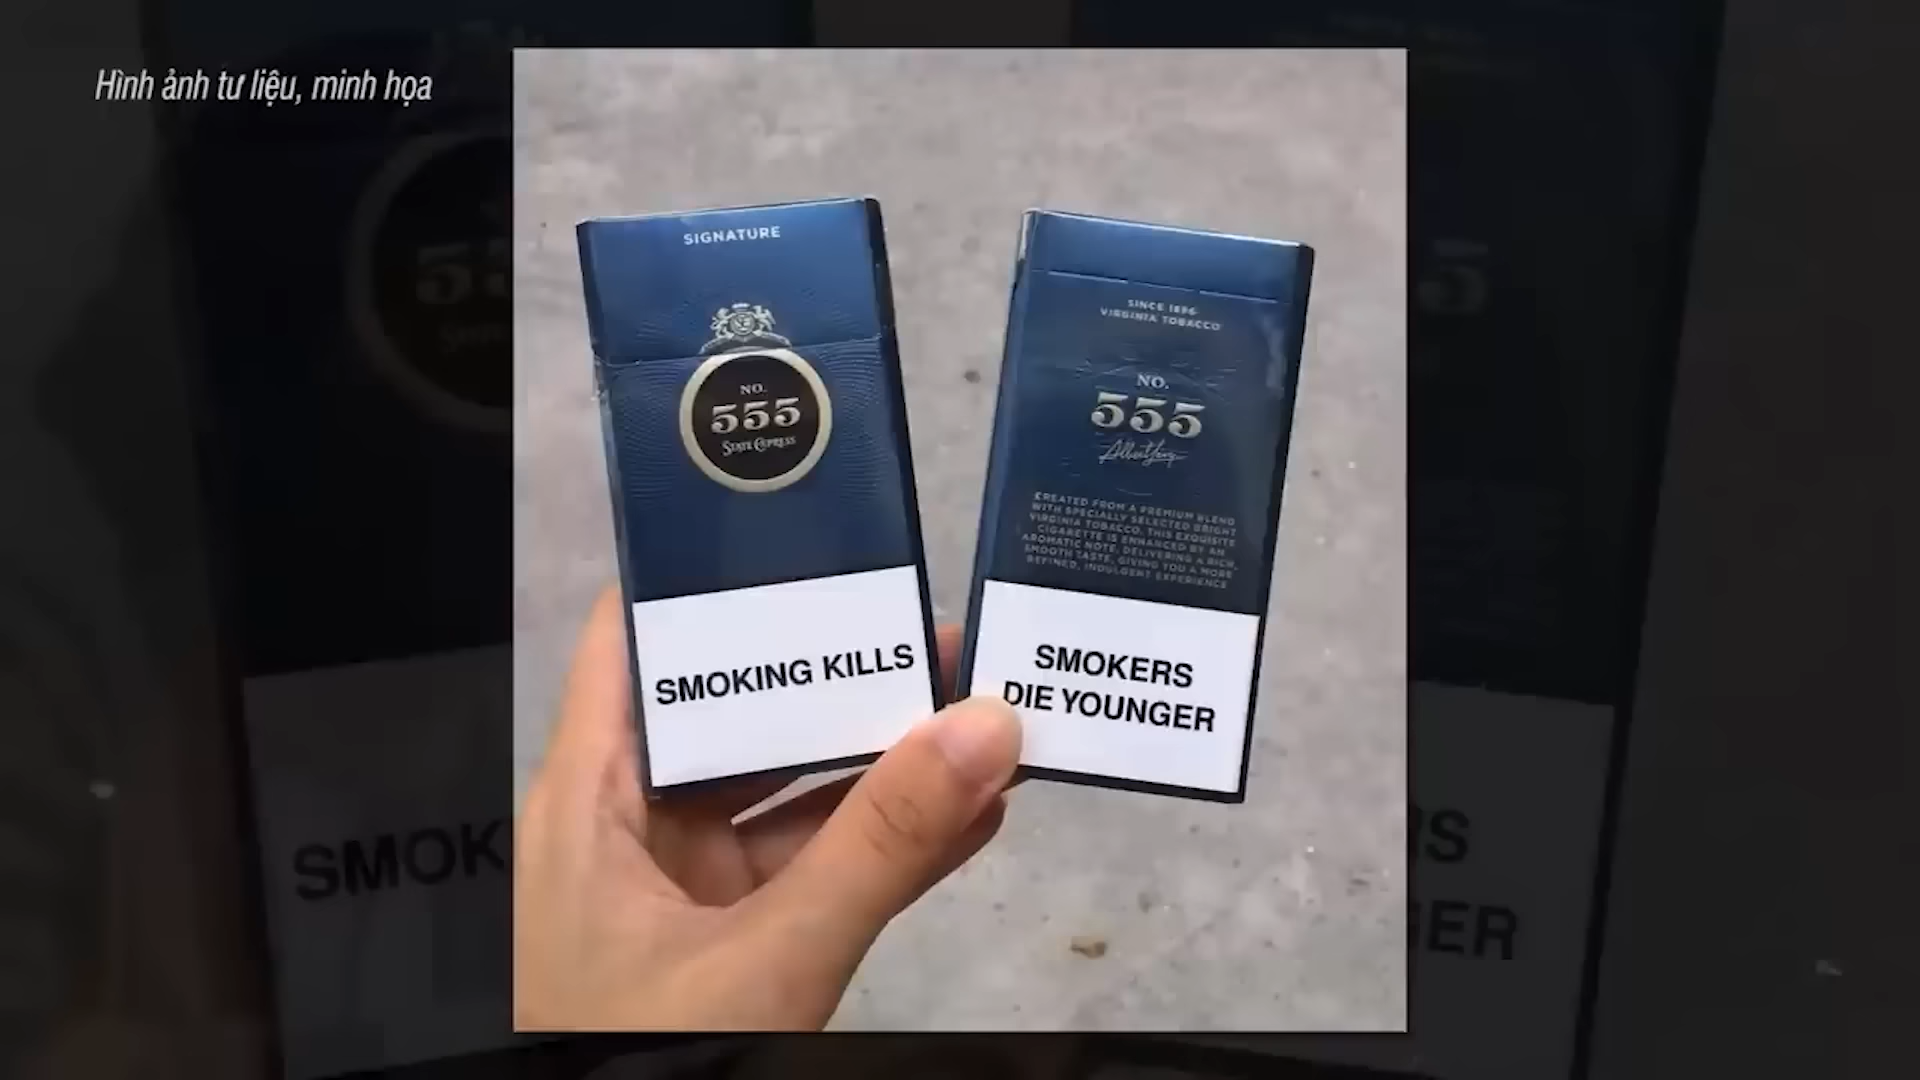 Hình ảnh tư liệu, minh họa
SIGNATURE
NO.
555
STATE EXPRESS
SMOKING KILLS
SINCE 1896
VIRGINIA TOBACCO
NO.
555
CREATED FROM A PREMIUM BLEND
WITH SPECIALLY SELECTED BRIGHT
VIRGINIA TOBACCO, THIS EXQUISITE
CIGARETTE IS ENHANCED BY AN
AROMATIC NOTE, DELIVERING A RICH,
SMOOTH TASTE, GIVING YOU A MORE
REFINED, INDULGENT EXPERIENCE
SMOKERS
DIE YOUNGER